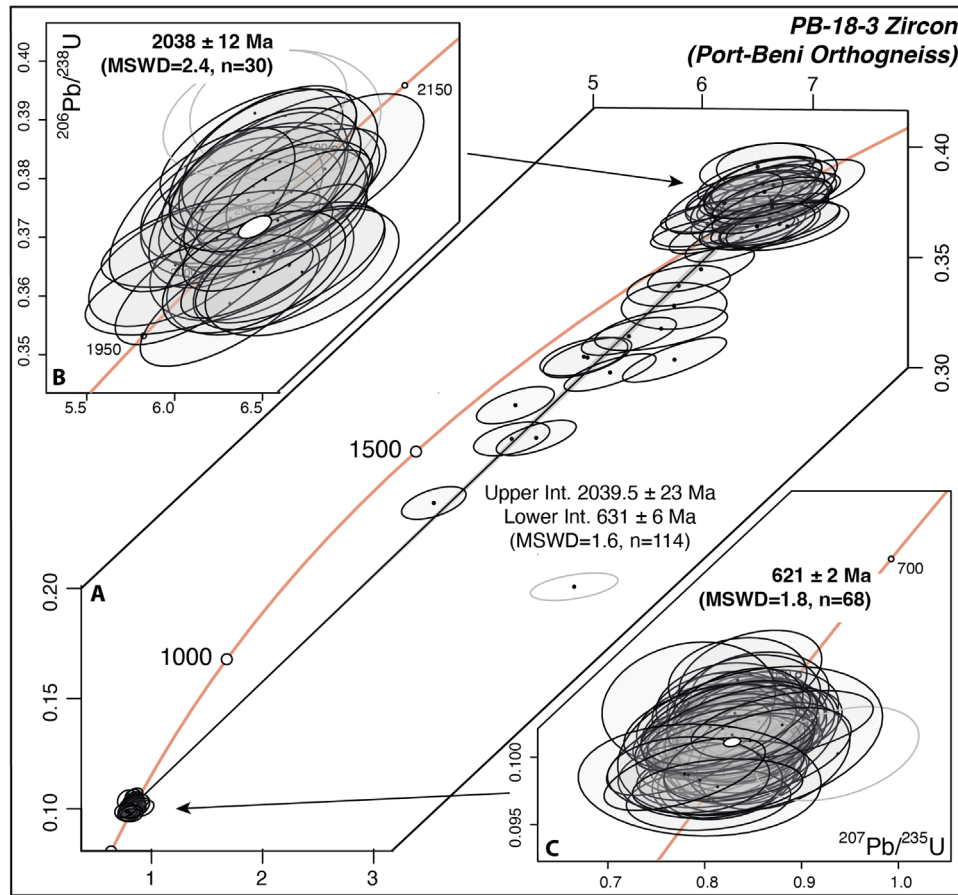 PB-18-3 Zircon
(Port-Beni Orthogneiss)
2038 ± 12 Ma
(MSWD=2.4, n=30)
206Pb/238U
0.40
0.39
0.38
0.37
0.36
0.35
2150
1950
B
5.5
6.0
6.5
5
6
7
0.40
0.35
0.30
1500
1000
Upper Int. 2039.5 ± 23 Ma
Lower Int. 631 ± 6 Ma
(MSWD=1.6, n=114)
A
0.20
0.15
0.10
1
2
3
621 ± 2 Ma
(MSWD=1.8, n=68)
700
0.100
0.095
C
207Pb/235U
0.7
0.8
0.9
1.0